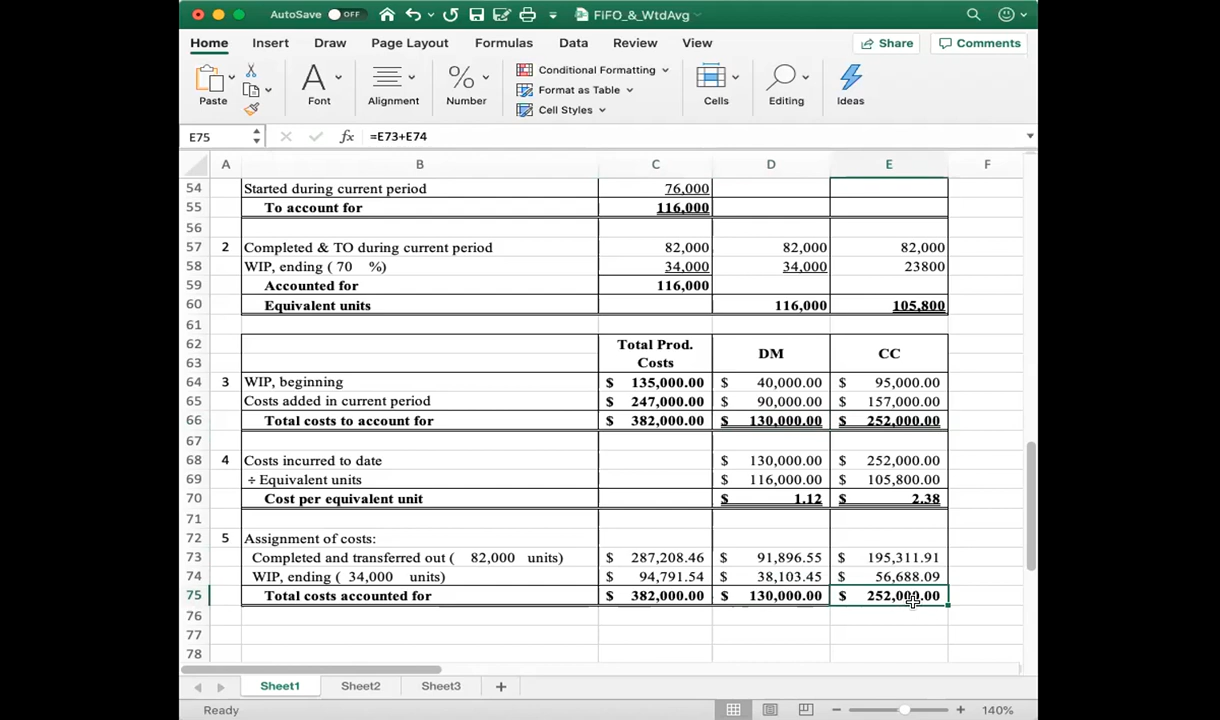 AutoSave OFF FiFO_&_WtdAvg
Home Insert Draw Page Layout Formulas Data Review View Share Comments
Paste Font Alignment Number Conditional Formatting Format as Table Cell Styles Cells Editing Ideas
E75 fx =E73+E74
A B C D E F
54 Started during current period 76,000
55 To account for 116,000
56
57 2 Completed & TO during current period 82,000 82,000 82,000
58 WIP, ending ( 70 %) 34,000 34,000 23800
59 Accounted for 116,000
60 Equivalent units 116,000 105,800
61
62 Total Prod. DM CC
63 Costs
64 3 WIP, beginning $ 135,000.00 $ 40,000.00 $ 95,000.00
65 Costs added in current period $ 247,000.00 $ 90,000.00 $ 157,000.00
66 Total costs to account for $ 382,000.00 $ 130,000.00 $ 252,000.00
67
68 4 Costs incurred to date $ 130,000.00 $ 252,000.00
69 ÷ Equivalent units $ 116,000.00 $ 105,800.00
70 Cost per equivalent unit $ 1.12 $ 2.38
71
72 5 Assignment of costs:
73 Completed and transferred out ( 82,000 units) $ 287,208.46 $ 91,896.55 $ 195,311.91
74 WIP, ending ( 34,000 units) $ 94,791.54 $ 38,103.45 $ 56,688.09
75 Total costs accounted for $ 382,000.00 $ 130,000.00 $ 252,000.00
76
77
78
Sheet1 Sheet2 Sheet3 +
Ready 140%